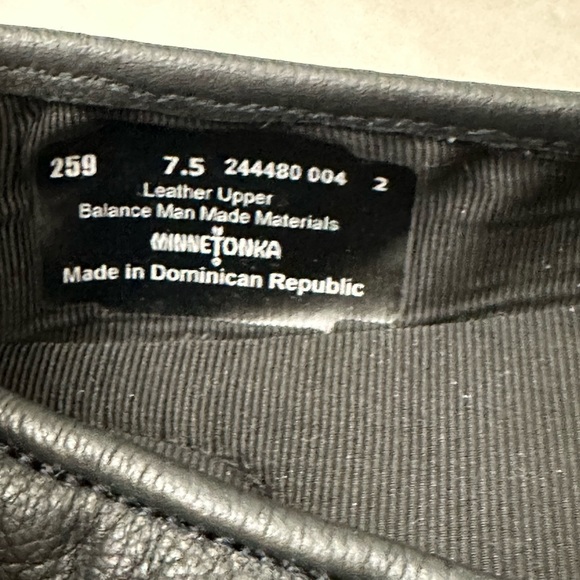 259 7.5 244480 004 2
Leather Upper
Balance Man Made Materials
MINNETONKA
Made in Dominican Republic